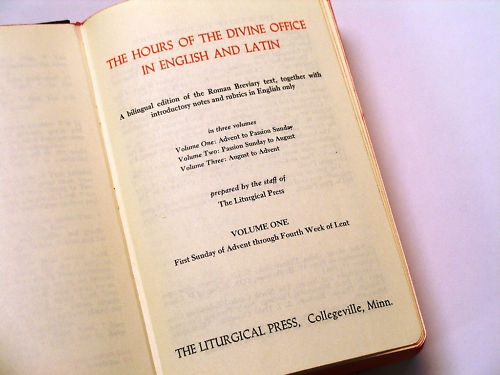 THE HOURS OF THE DIVINE OFFICE
IN ENGLISH AND LATIN
A bilingual edition of the Roman Breviary text, together with
introductory notes and rubrics in English only
in three volumes
Volume One: Advent to Passion Sunday
Volume Two: Passion Sunday to August
Volume Three: August to Advent
prepared by the staff of
The Liturgical Press
VOLUME ONE
First Sunday of Advent through Fourth Week of Lent
THE LITURGICAL PRESS, Collegeville, Minn.